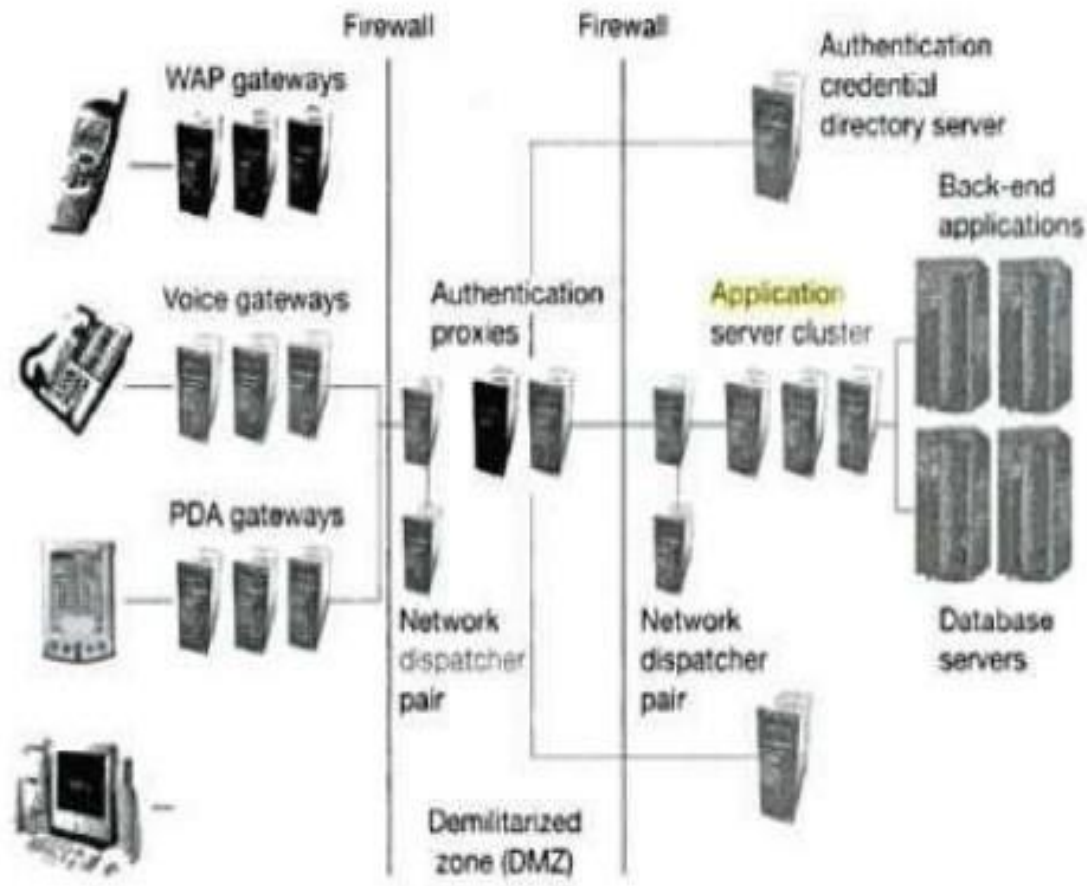 Firewall
Firewall
WAP gateways
Authentication
credential
directory server
Back-end
applications
Voice gateways
Authentication
proxies
Application
server cluster
PDA gateways
Network
dispatcher
pair
Network
dispatcher
pair
Database
servers
Demilitarized
zone (DMZ)